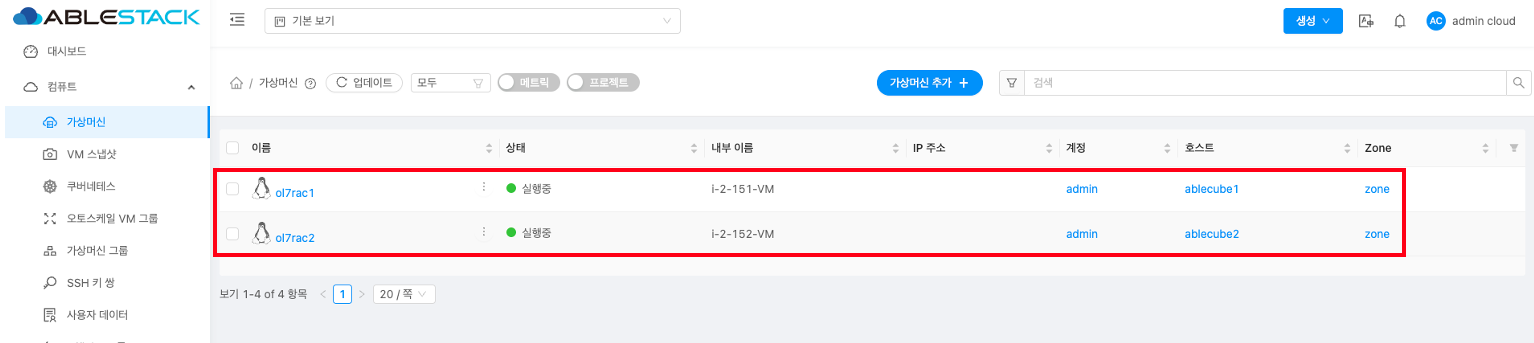 ABLESTACK
기본 보기
생성
AC
admin cloud
대시보드
컴퓨트
가상머신
VM 스냅샷
쿠버네테스
오토스케일 VM 그룹
가상머신 그룹
SSH 키 쌍
사용자 데이터
/ 가상머신
업데이트
모두
메트릭
프로젝트
가상머신 추가 +
검색
이름 상태 내부 이름 IP 주소 계정 호스트 Zone
ol7rac1 실행중 i-2-151-VM admin ablecube1 zone
ol7rac2 실행중 i-2-152-VM admin ablecube2 zone
보기 1-4 of 4 항목 < 1 > 20 / 쪽